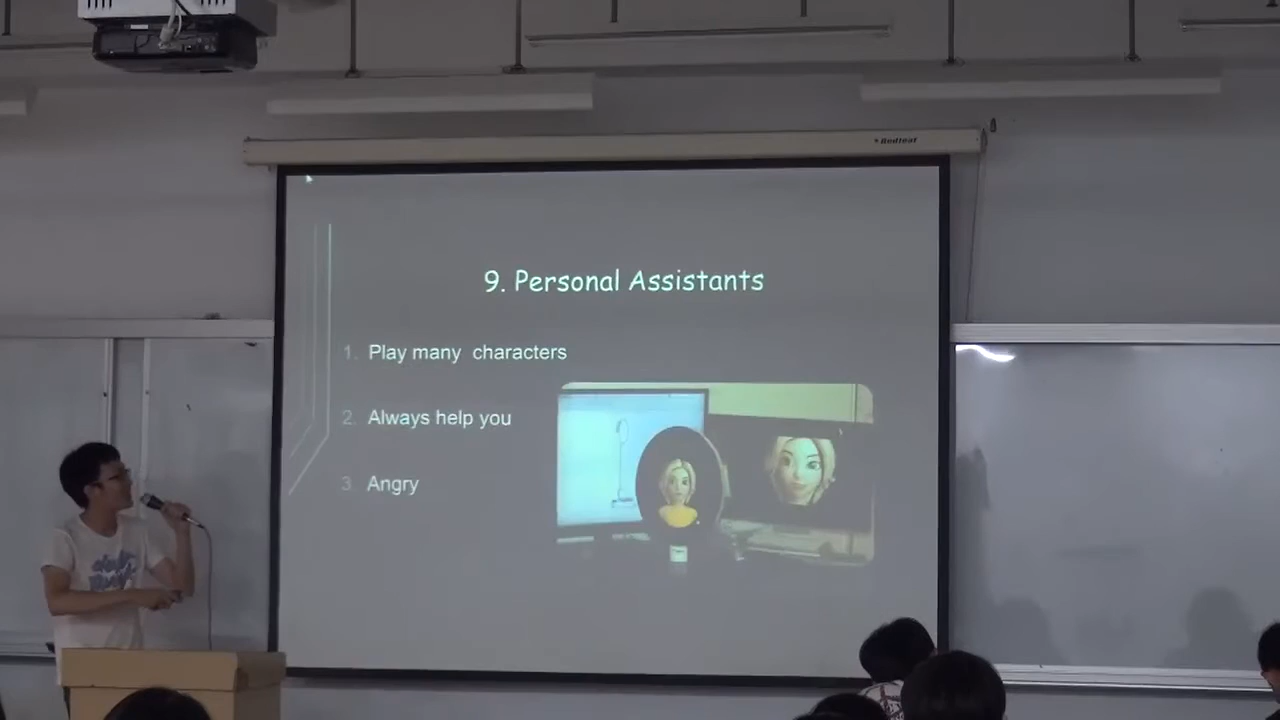 9. Personal Assistants
1. Play many characters
2. Always help you
3. Angry